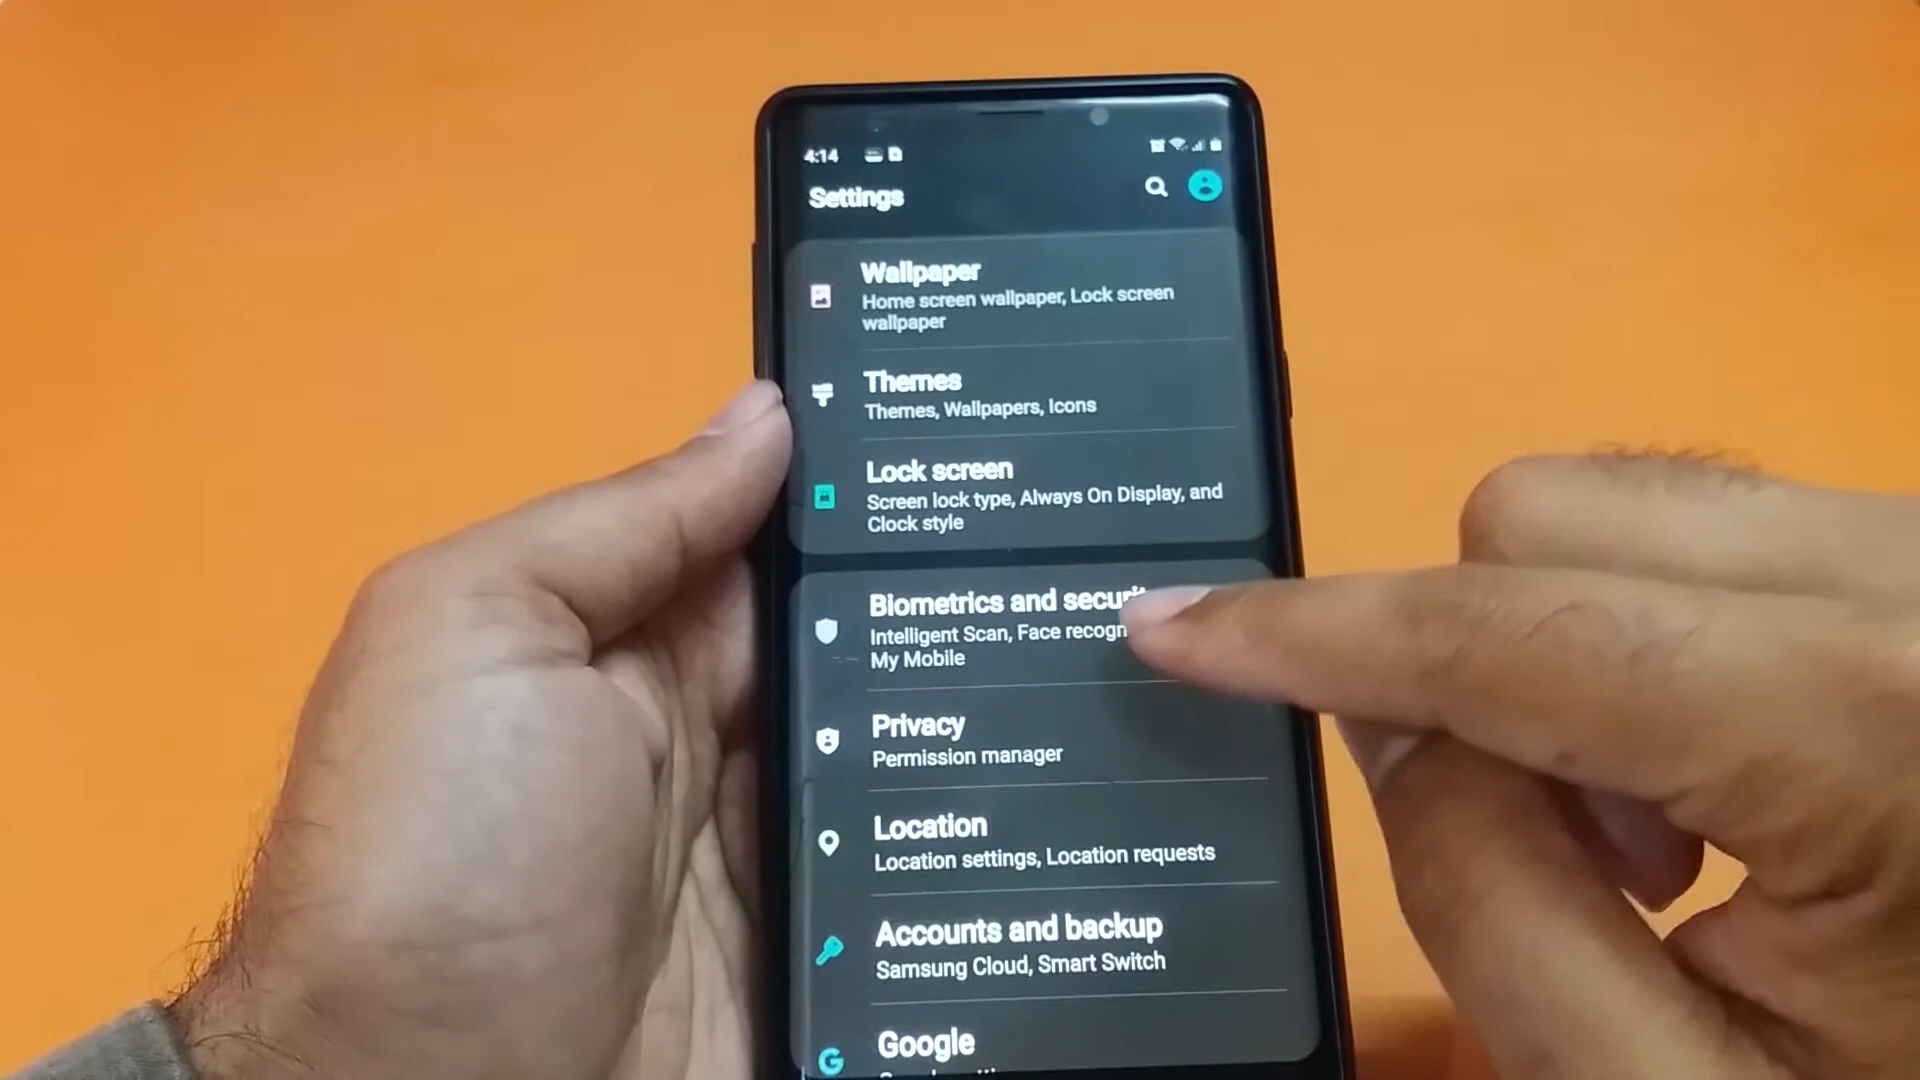 4:14
Settings
Wallpaper
Home screen wallpaper, Lock screen
wallpaper
Themes
Themes, Wallpapers, Icons
Lock screen
Screen lock type, Always On Display, and
Clock style
Biometrics and securit
Intelligent Scan, Face recogn
My Mobile
Privacy
Permission manager
Location
Location settings, Location requests
Accounts and backup
Samsung Cloud, Smart Switch
Google